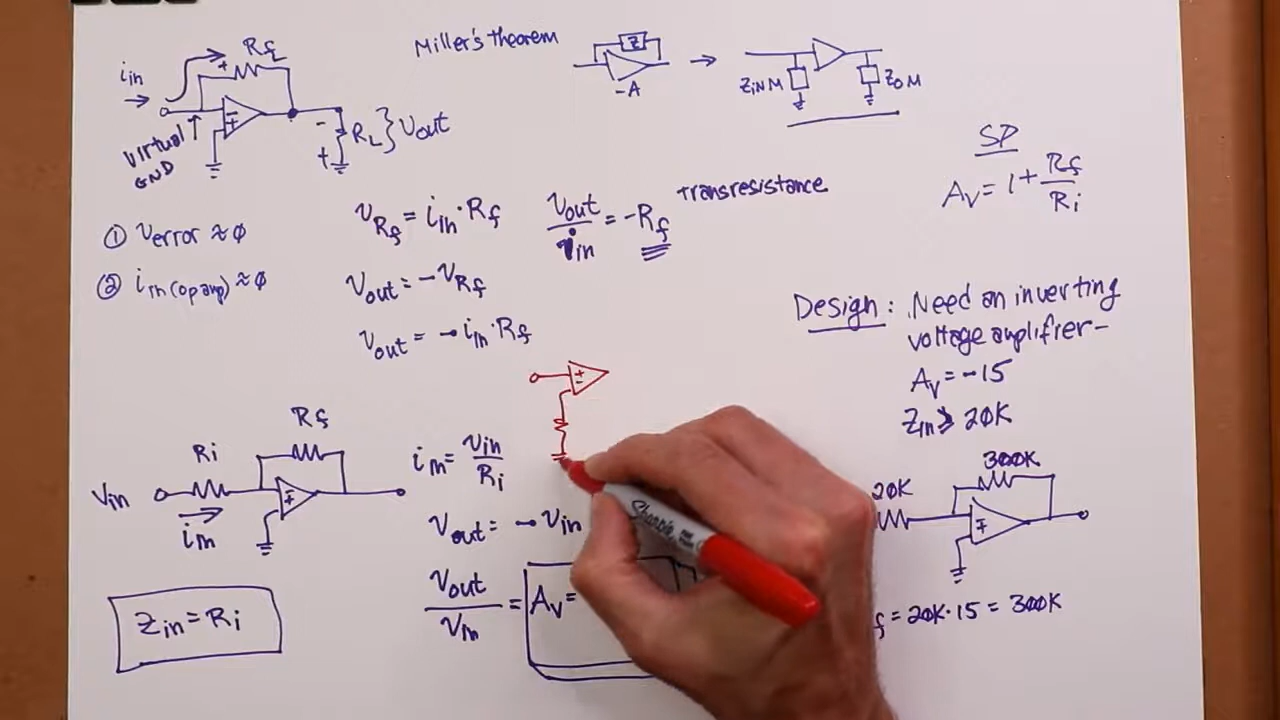 Miller's theorem
Rf
iin
+
virtual
GND
-
+
-
RL } Vout
+
Z
-A
→
ZiNM
ZOM
SP
Av = 1 + Rf/Ri
① Verror ≈ ∅
② iin(opamp) ≈ ∅
VRf = iin·Rf
Vout = -VRf
Vout = -iin·Rf
Vout/iin = -Rf
transresistance
Design: Need an inverting
voltage amplifier-
Av = -15
Zin ≥ 20K
+
-
Rf
Ri
Vin
iin
-
+
Zin = Ri
iin = Vin/Ri
Vout = -Vin
Vout/Vin = Av =
300K
20K
-
+
f = 20K·15 = 300K
Sharpie